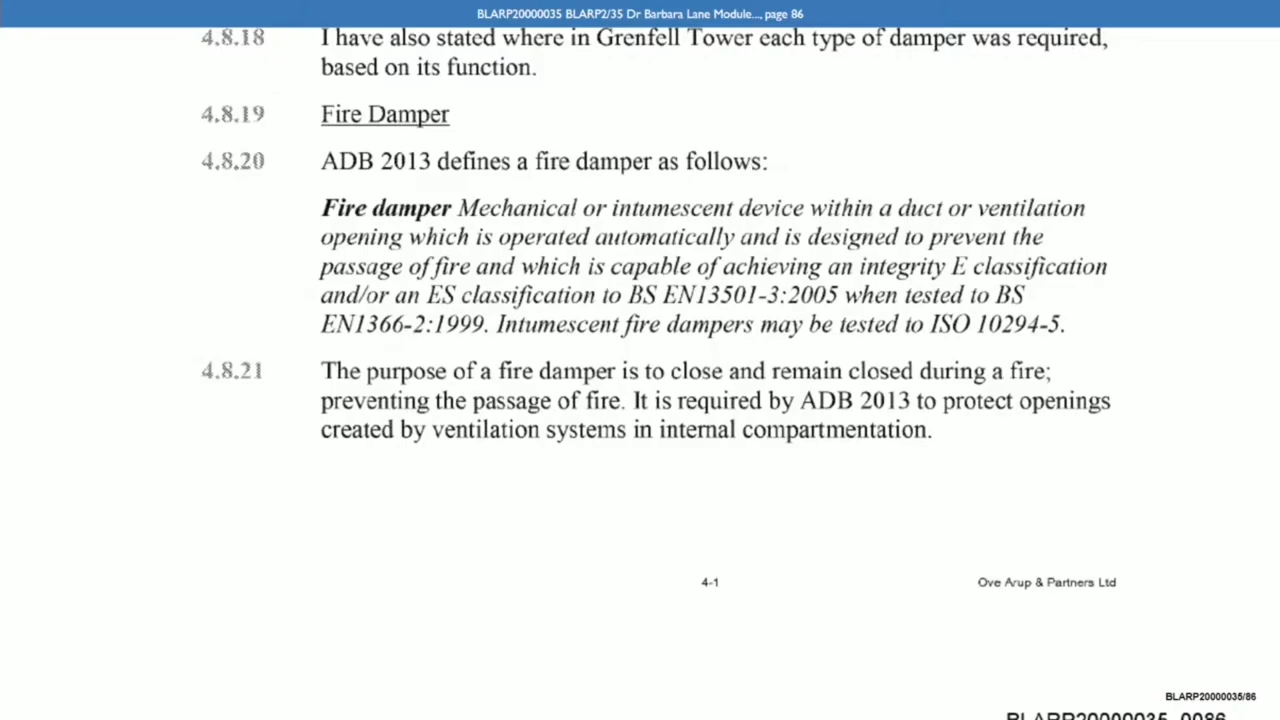 BLARP20000035 BLARP2/35 Dr Barbara Lane Module..., page 86
4.8.18 I have also stated where in Grenfell Tower each type of damper was required,
based on its function.
4.8.19 Fire Damper
4.8.20 ADB 2013 defines a fire damper as follows:
Fire damper Mechanical or intumescent device within a duct or ventilation
opening which is operated automatically and is designed to prevent the
passage of fire and which is capable of achieving an integrity E classification
and/or an ES classification to BS EN13501-3:2005 when tested to BS
EN1366-2:1999. Intumescent fire dampers may be tested to ISO 10294-5.
4.8.21 The purpose of a fire damper is to close and remain closed during a fire;
preventing the passage of fire. It is required by ADB 2013 to protect openings
created by ventilation systems in internal compartmentation.
4-1 Ove Arup & Partners Ltd
BLARP20000035/86
BLARP20000035_0086